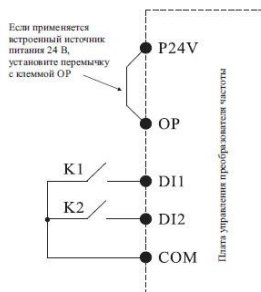 Если применяется
встроенный источник
питания 24 В,
установите перемычку
с клеммой OP
P24V
OP
K1
DI1
K2
DI2
COM
Плата управления преобразователя частоты